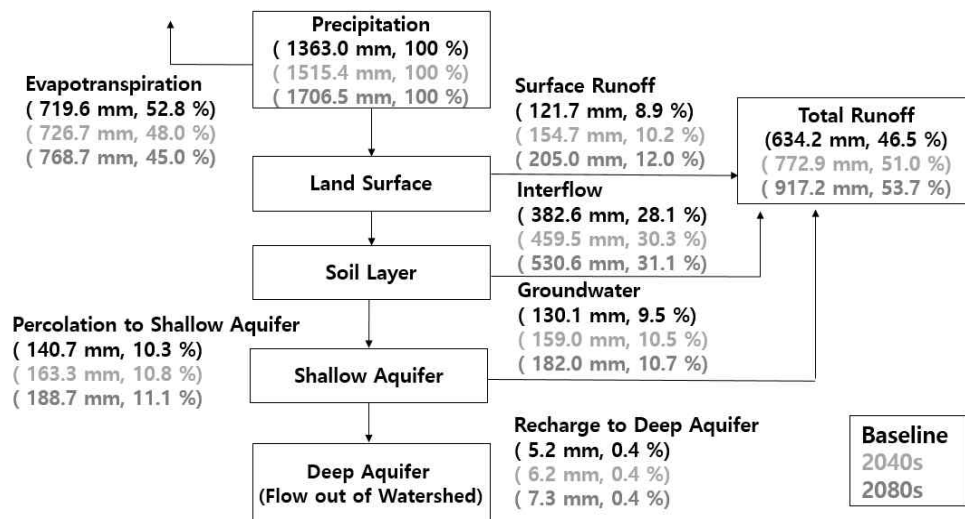 Precipitation
( 1363.0 mm, 100 %)
( 1515.4 mm, 100 %)
( 1706.5 mm, 100 %)
Evapotranspiration
( 719.6 mm, 52.8 %)
( 726.7 mm, 48.0 %)
( 768.7 mm, 45.0 %)
Surface Runoff
( 121.7 mm, 8.9 %)
( 154.7 mm, 10.2 %)
( 205.0 mm, 12.0 %)
Total Runoff
(634.2 mm, 46.5 %)
( 772.9 mm, 51.0 %)
( 917.2 mm, 53.7 %)
Land Surface
Interflow
( 382.6 mm, 28.1 %)
( 459.5 mm, 30.3 %)
( 530.6 mm, 31.1 %)
Soil Layer
Groundwater
( 130.1 mm, 9.5 %)
( 159.0 mm, 10.5 %)
( 182.0 mm, 10.7 %)
Percolation to Shallow Aquifer
( 140.7 mm, 10.3 %)
( 163.3 mm, 10.8 %)
( 188.7 mm, 11.1 %)
Shallow Aquifer
Recharge to Deep Aquifer
( 5.2 mm, 0.4 %)
( 6.2 mm, 0.4 %)
( 7.3 mm, 0.4 %)
Deep Aquifer
(Flow out of Watershed)
Baseline
2040s
2080s